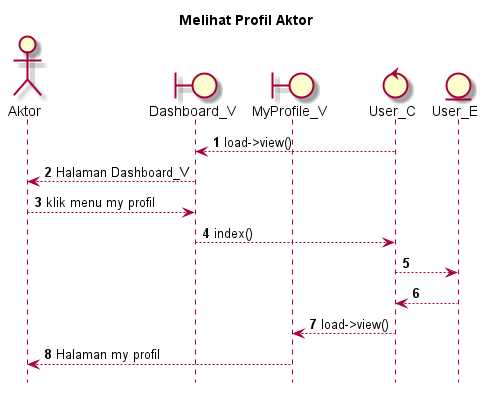 Melihat Profil Aktor
Aktor
Dashboard_V
MyProfile_V
User_C
User_E
1 load->view()
2 Halaman Dashboard_V
3 klik menu my profil
4 index()
5
6
7 load->view()
8 Halaman my profil